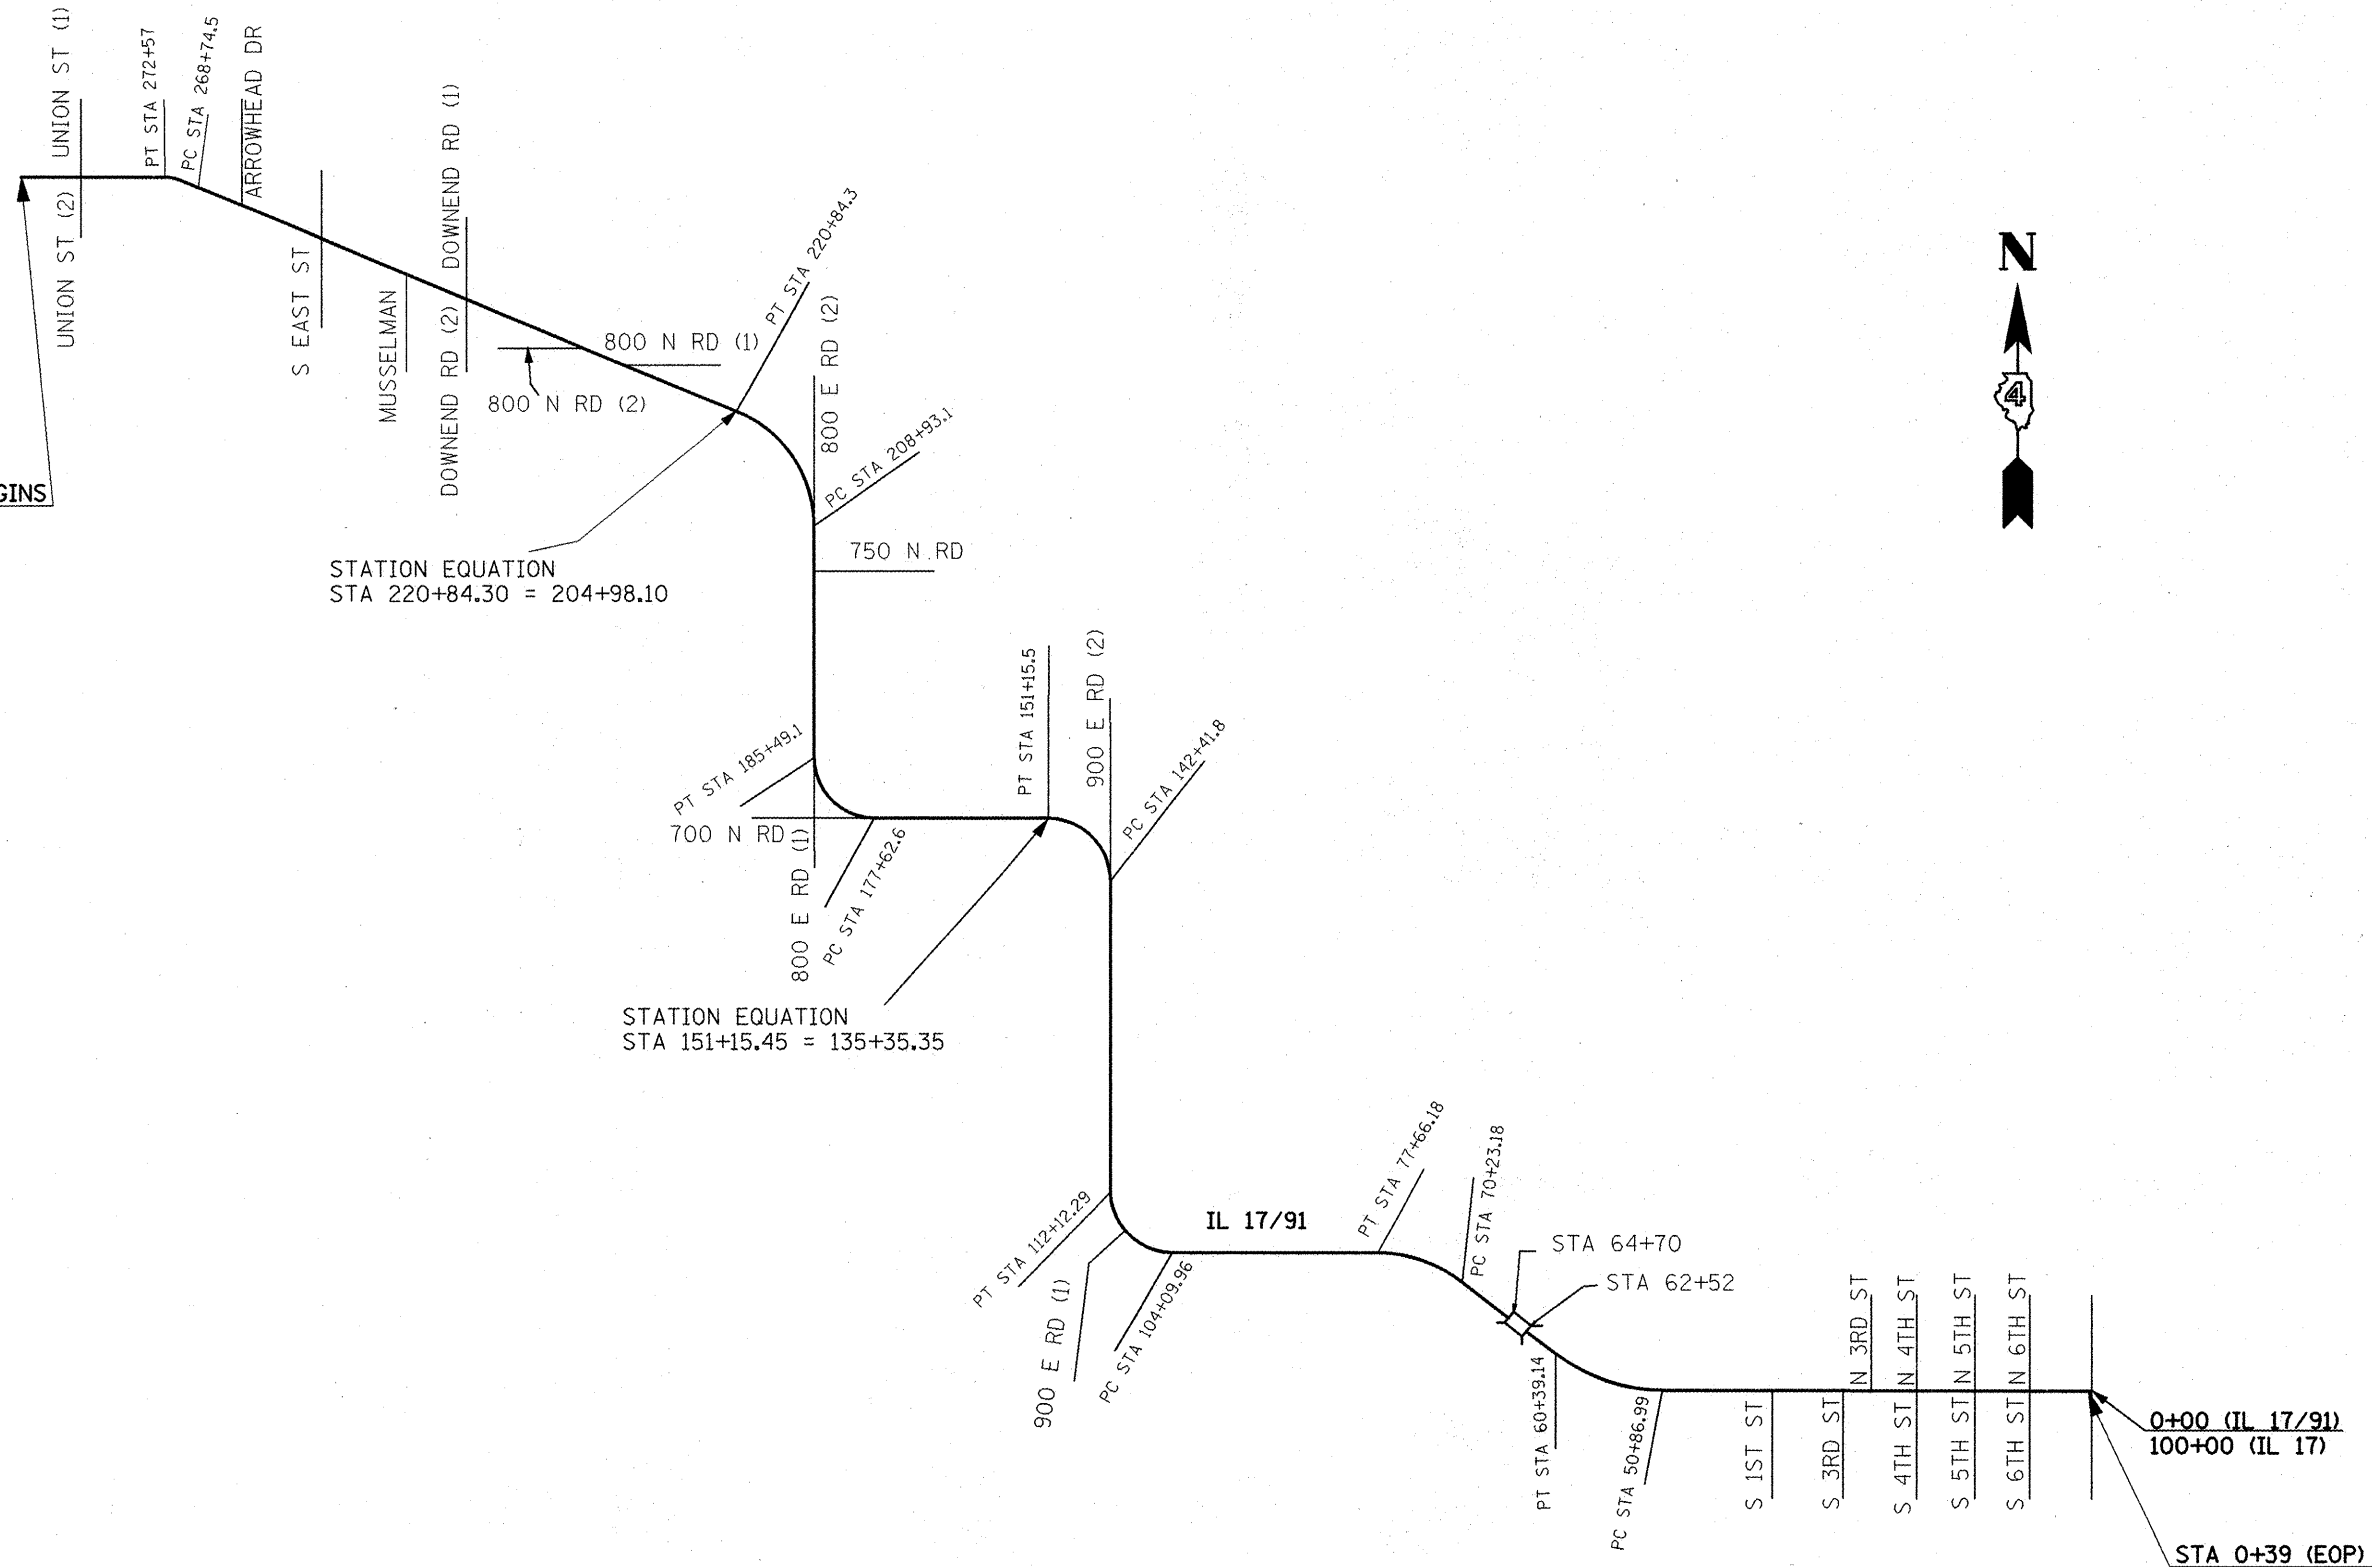 UNION ST (1)
UNION ST (2)
PT STA 272+57
PC STA 268+74.5
ARROWHEAD DR
S EAST ST
MUSSELMAN
DOWNEND RD (1)
DOWNEND RD (2)
800 N RD (1)
800 N RD (2)
PT STA 220+84.3
800 E RD (2)
PC STA 208+93.1
GINS
750 N RD
STATION EQUATION
STA 220+84.30 = 204+98.10
N
4
PT STA 185+49.1
700 N RD
800 E RD (1)
PC STA 177+62.6
PT STA 151+15.5
900 E RD (2)
PC STA 142+41.8
STATION EQUATION
STA 151+15.45 = 135+35.35
PT STA 112+12.29
900 E RD (1)
PC STA 104+09.96
IL 17/91
PT STA 77+66.18
PC STA 70+23.18
STA 64+70
STA 62+52
PT STA 60+39.14
PC STA 50+86.99
S 1ST ST
S 3RD ST
N 3RD ST
S 4TH ST
N 4TH ST
S 5TH ST
N 5TH ST
S 6TH ST
N 6TH ST
0+00 (IL 17/91)
100+00 (IL 17)
STA 0+39 (EOP)